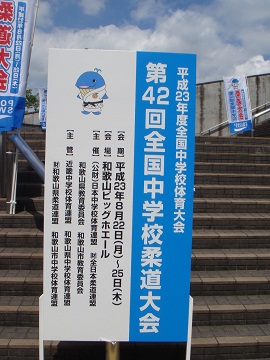 平成23年度全国中学校体育大会
第42回全国中学校柔道大会
【会期】平成23年8月22日(月)～25日(木)
【会場】和歌山ビッグホエール
【主催】(公財)日本中学校体育連盟 ㈶全日本柔道連盟
和歌山県教育委員会 和歌山市教育委員会
【主管】近畿中学校体育連盟 和歌山県中学校体育連盟
㈶和歌山県柔道連盟 和歌山市中学校体育連盟
柔道大会